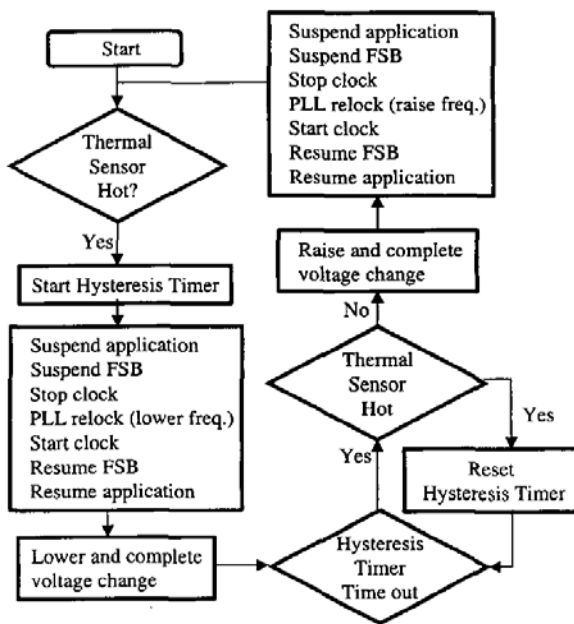 Start
Thermal
Sensor
Hot?
Yes
Start Hysteresis Timer
Suspend application
Suspend FSB
Stop clock
PLL relock (lower freq.)
Start clock
Resume FSB
Resume application
Lower and complete
voltage change
Hysteresis
Timer
Time out
Yes
Thermal
Sensor
Hot
Yes
Reset
Hysteresis Timer
No
Raise and complete
voltage change
Suspend application
Suspend FSB
Stop clock
PLL relock (raise freq.)
Start clock
Resume FSB
Resume application